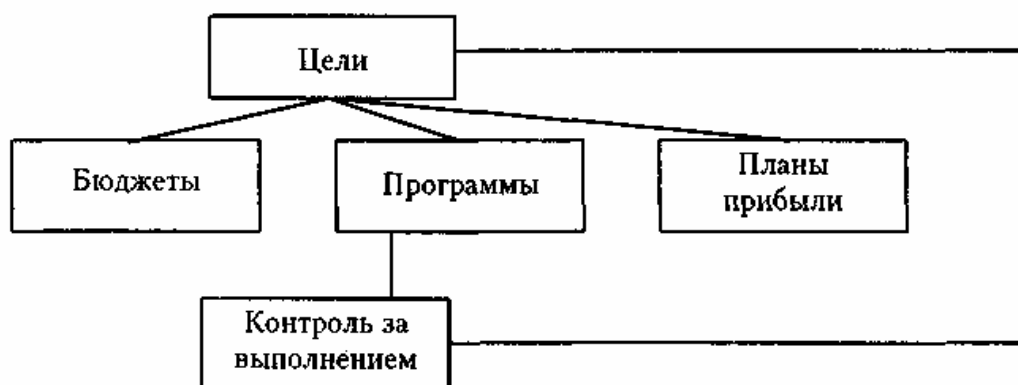 Цели
Бюджеты
Программы
Планы
прибыли
Контроль за
выполнением